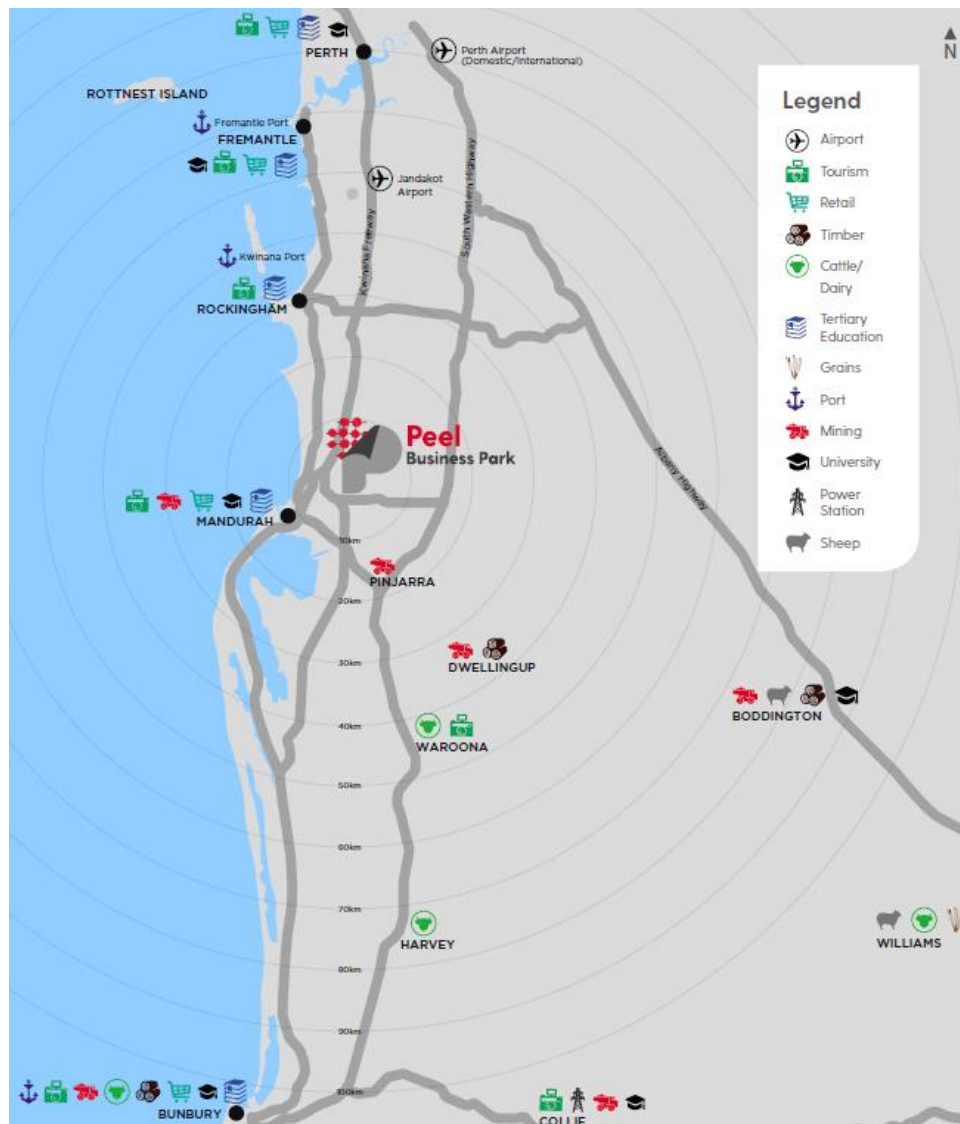 PERTH
Perth Airport
(Domestic/International)
N
ROTTNEST ISLAND
Fremantle Port
FREMANTLE
Jandakot
Airport
South Western Highway
Kwinana Freeway
Kwinana Port
ROCKINGHAM
Legend
Airport
Tourism
Retail
Timber
Cattle/
Dairy
Tertiary
Education
Grains
Port
Mining
University
Power
Station
Sheep
Peel
Business Park
Albany Highway
MANDURAH
10km
PINJARRA
20km
30km
DWELLINGUP
BODDINGTON
40km
WAROONA
50km
60km
70km
HARVEY
WILLIAMS
80km
90km
100km
BUNBURY
COLLIE